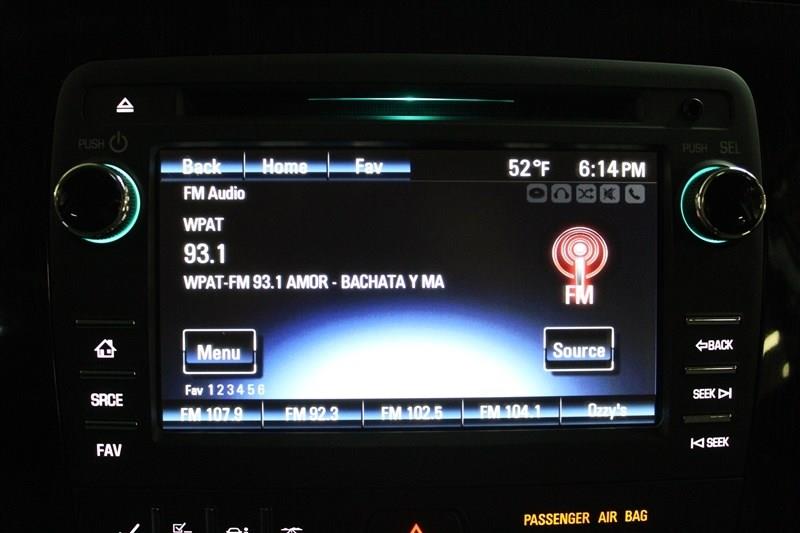 PUSH
PUSH SEL
Back Home Fav 52°F 6:14PM
FM Audio
WPAT
93.1
WPAT-FM 93.1 AMOR - BACHATA Y MA
FM
Menu Source
Fav 1 2 3 4 5 6
FM 107.9 FM 92.3 FM 102.5 FM 104.1 Ozzy's
SRCE
FAV
BACK
SEEK
SEEK
PASSENGER AIR BAG